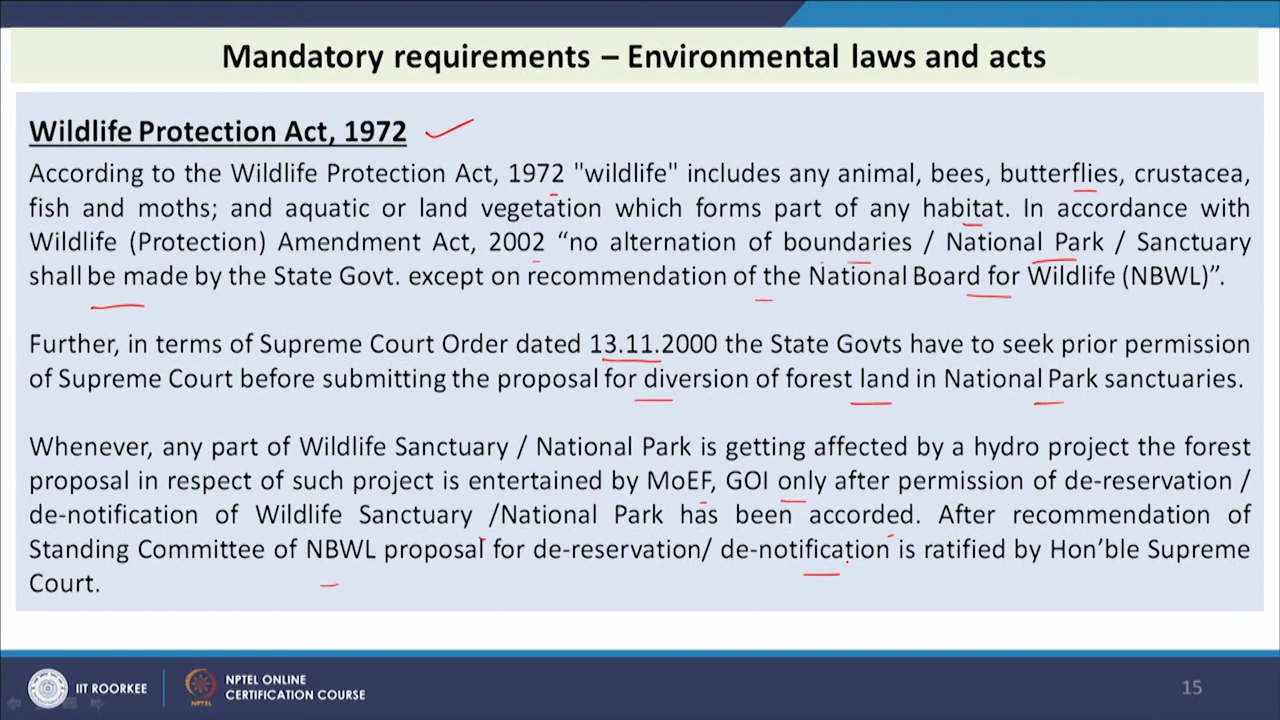 Mandatory requirements – Environmental laws and acts
Wildlife Protection Act, 1972
According to the Wildlife Protection Act, 1972 "wildlife" includes any animal, bees, butterflies, crustacea,
fish and moths; and aquatic or land vegetation which forms part of any habitat. In accordance with
Wildlife (Protection) Amendment Act, 2002 “no alternation of boundaries / National Park / Sanctuary
shall be made by the State Govt. except on recommendation of the National Board for Wildlife (NBWL)”.
Further, in terms of Supreme Court Order dated 13.11.2000 the State Govts have to seek prior permission
of Supreme Court before submitting the proposal for diversion of forest land in National Park sanctuaries.
Whenever, any part of Wildlife Sanctuary / National Park is getting affected by a hydro project the forest
proposal in respect of such project is entertained by MoEF, GOI only after permission of de-reservation /
de-notification of Wildlife Sanctuary /National Park has been accorded. After recommendation of
Standing Committee of NBWL proposal for de-reservation/ de-notification is ratified by Hon’ble Supreme
Court.
IIT ROORKEE
NPTEL
NPTEL ONLINE
CERTIFICATION COURSE
15